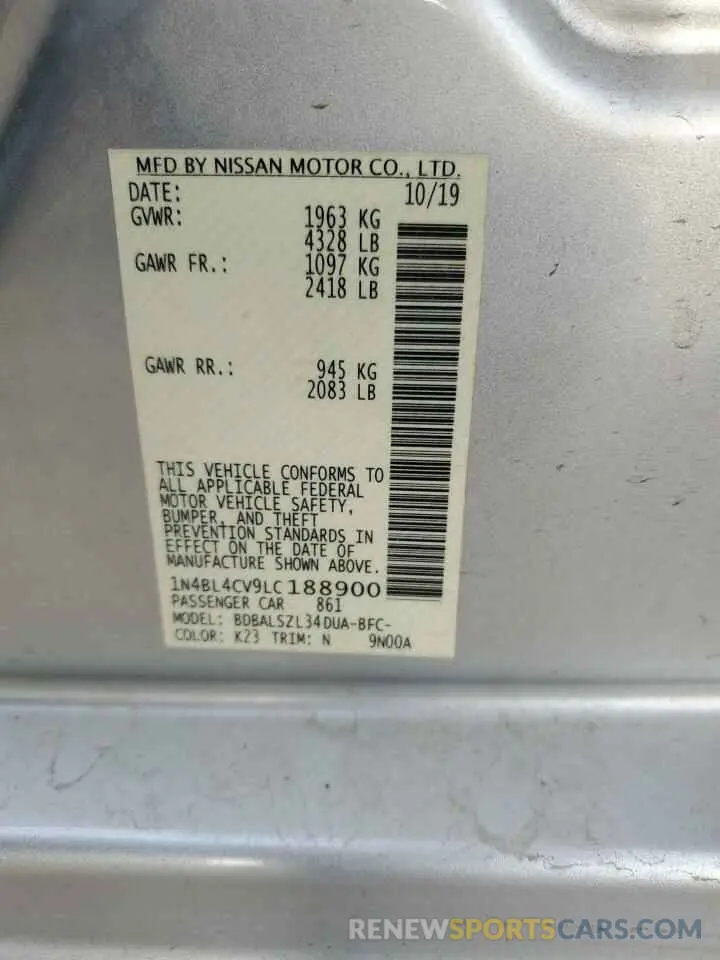 MFD BY NISSAN MOTOR CO., LTD.
DATE: 10/19
GVWR: 1963 KG
4328 LB
GAWR FR.: 1097 KG
2418 LB
GAWR RR.: 945 KG
2083 LB
THIS VEHICLE CONFORMS TO
ALL APPLICABLE FEDERAL
MOTOR VEHICLE SAFETY,
BUMPER, AND THEFT
PREVENTION STANDARDS IN
EFFECT ON THE DATE OF
MANUFACTURE SHOWN ABOVE.
1N4BL4CV9LC188900
PASSENGER CAR 861
MODEL: BDBALSZL34DUA-BFC-
COLOR: K23 TRIM: N 9N00A
RENEWSPORTSCARS.COM